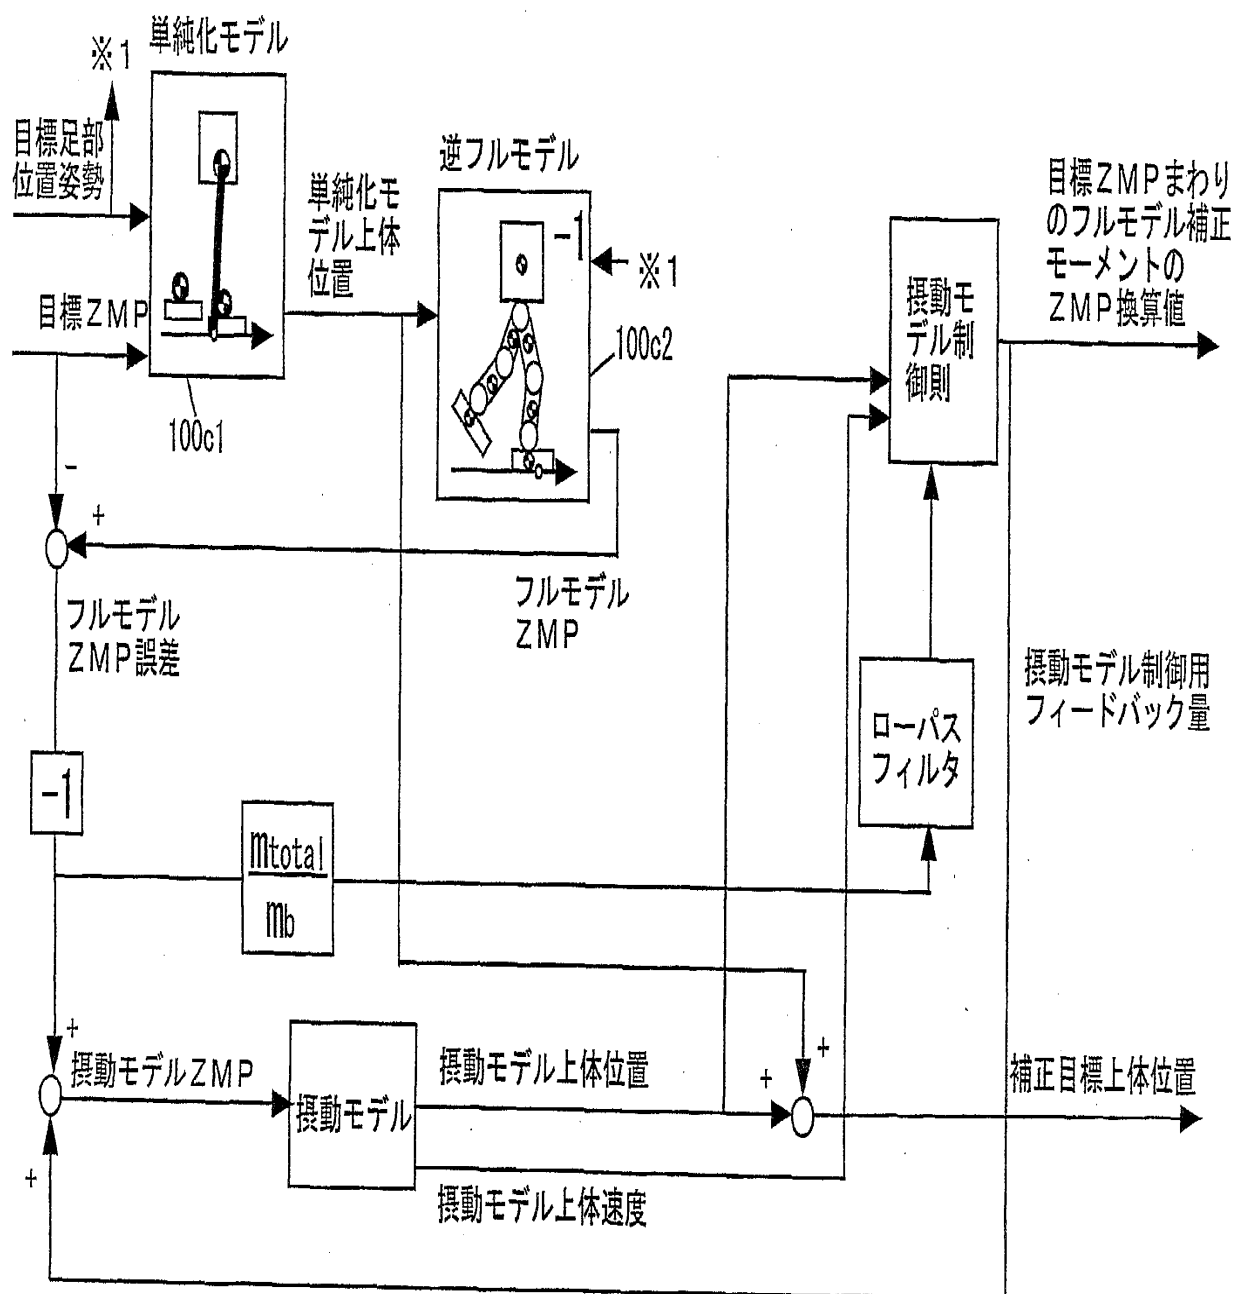 単純化モデル
※1
目標足部
位置姿勢
目標ZMP
100c1
単純化モ
デル上体
位置
逆フルモデル
-1
※1
100c2
摂動モ
デル制
御則
目標ZMPまわり
のフルモデル補正
モーメントの
ZMP換算値
-
+
フルモデル
ZMP誤差
フルモデル
ZMP
摂動モデル制御用
フィードバック量
ローパス
フィルタ
-1
mtotal
mb
+
摂動モデルZMP
+
摂動モデル
摂動モデル上体位置
摂動モデル上体速度
+
+
補正目標上体位置